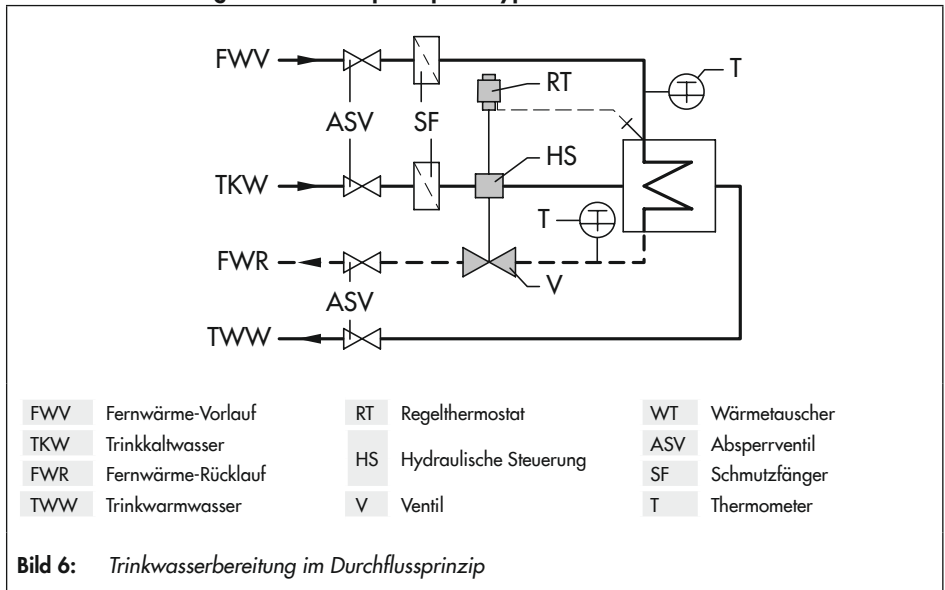 FWV
T
RT
ASV
SF
HS
TKW
T
FWR
V
ASV
TWW
FWV Fernwärme-Vorlauf
TKW Trinkkaltwasser
FWR Fernwärme-Rücklauf
TWW Trinkwarmwasser
RT Regelthermostat
HS Hydraulische Steuerung
V Ventil
WT Wärmetauscher
ASV Absperrventil
SF Schmutzfänger
T Thermometer
Bild 6: Trinkwasserbereitung im Durchflussprinzip